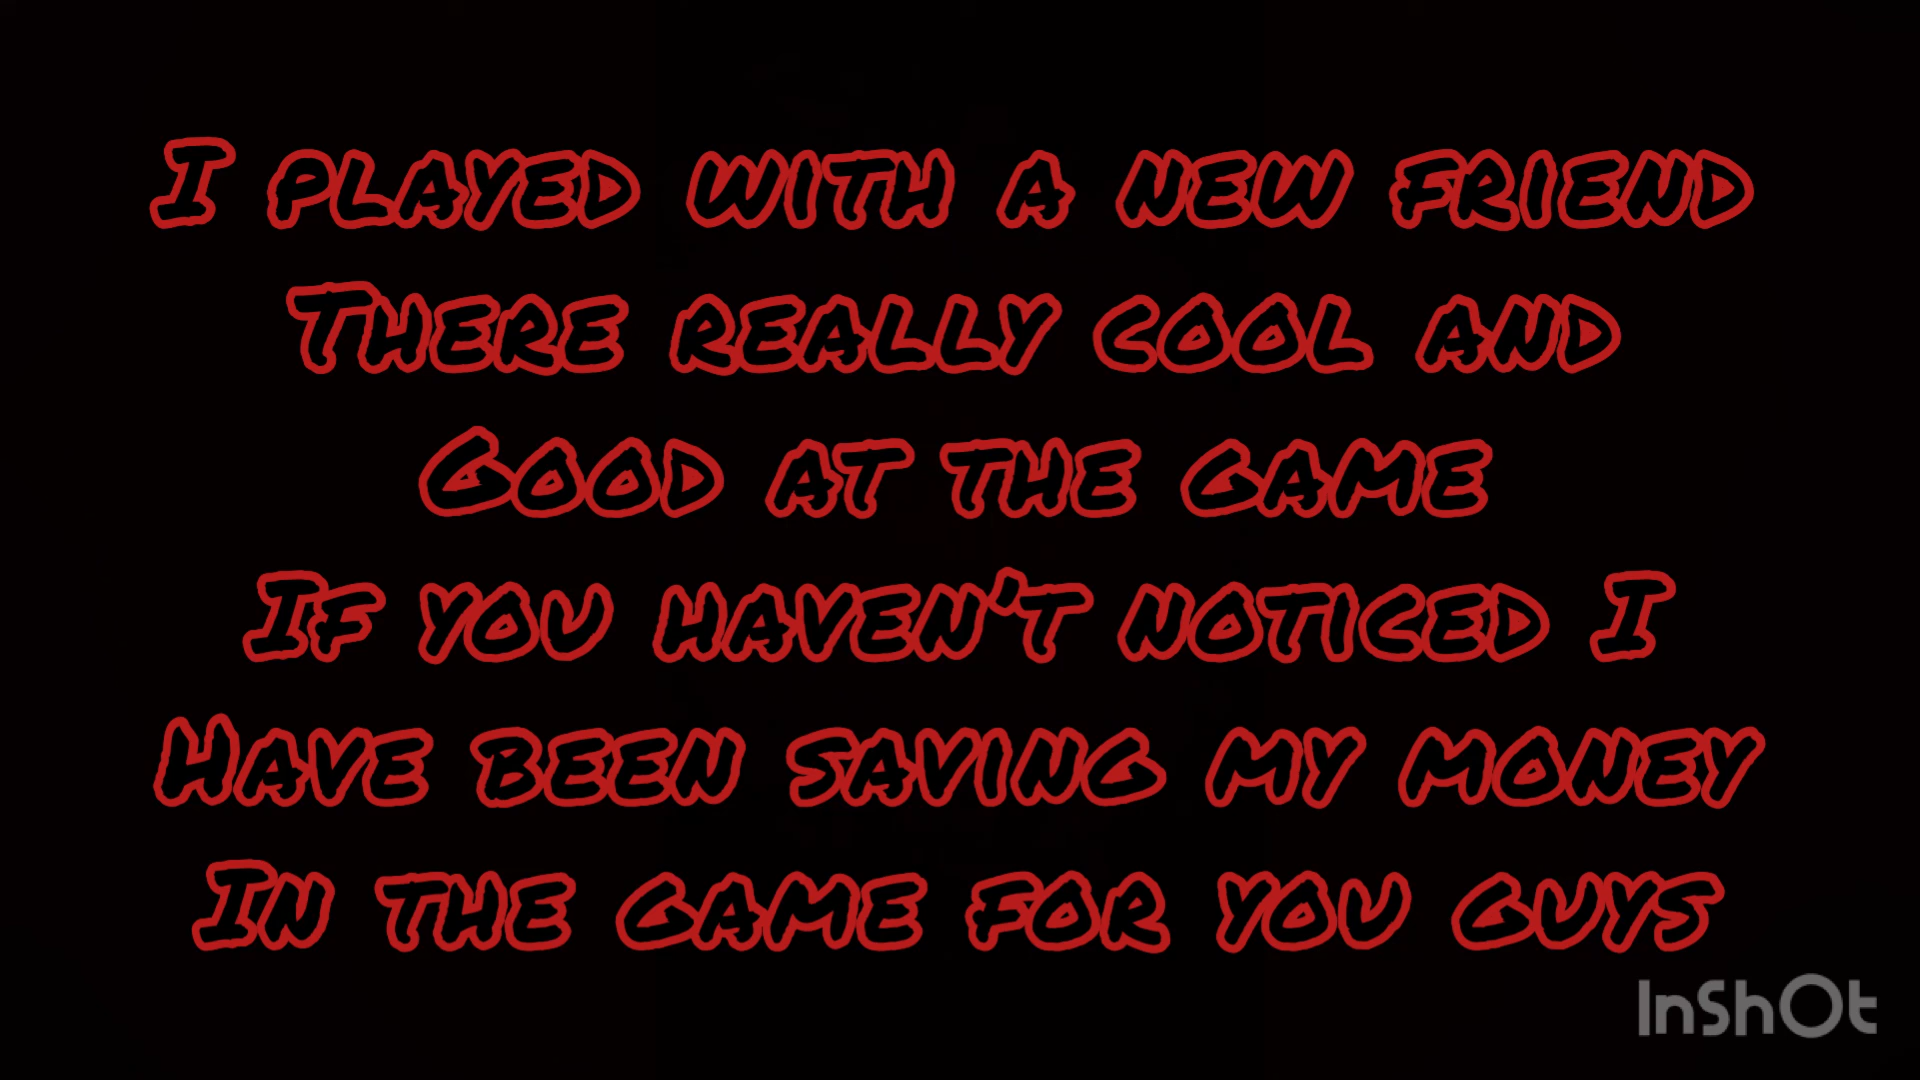 I played with a new friend
There really cool and
Good at the game
If you haven't noticed I
Have been saving my money
In the game for you guys
InShOt